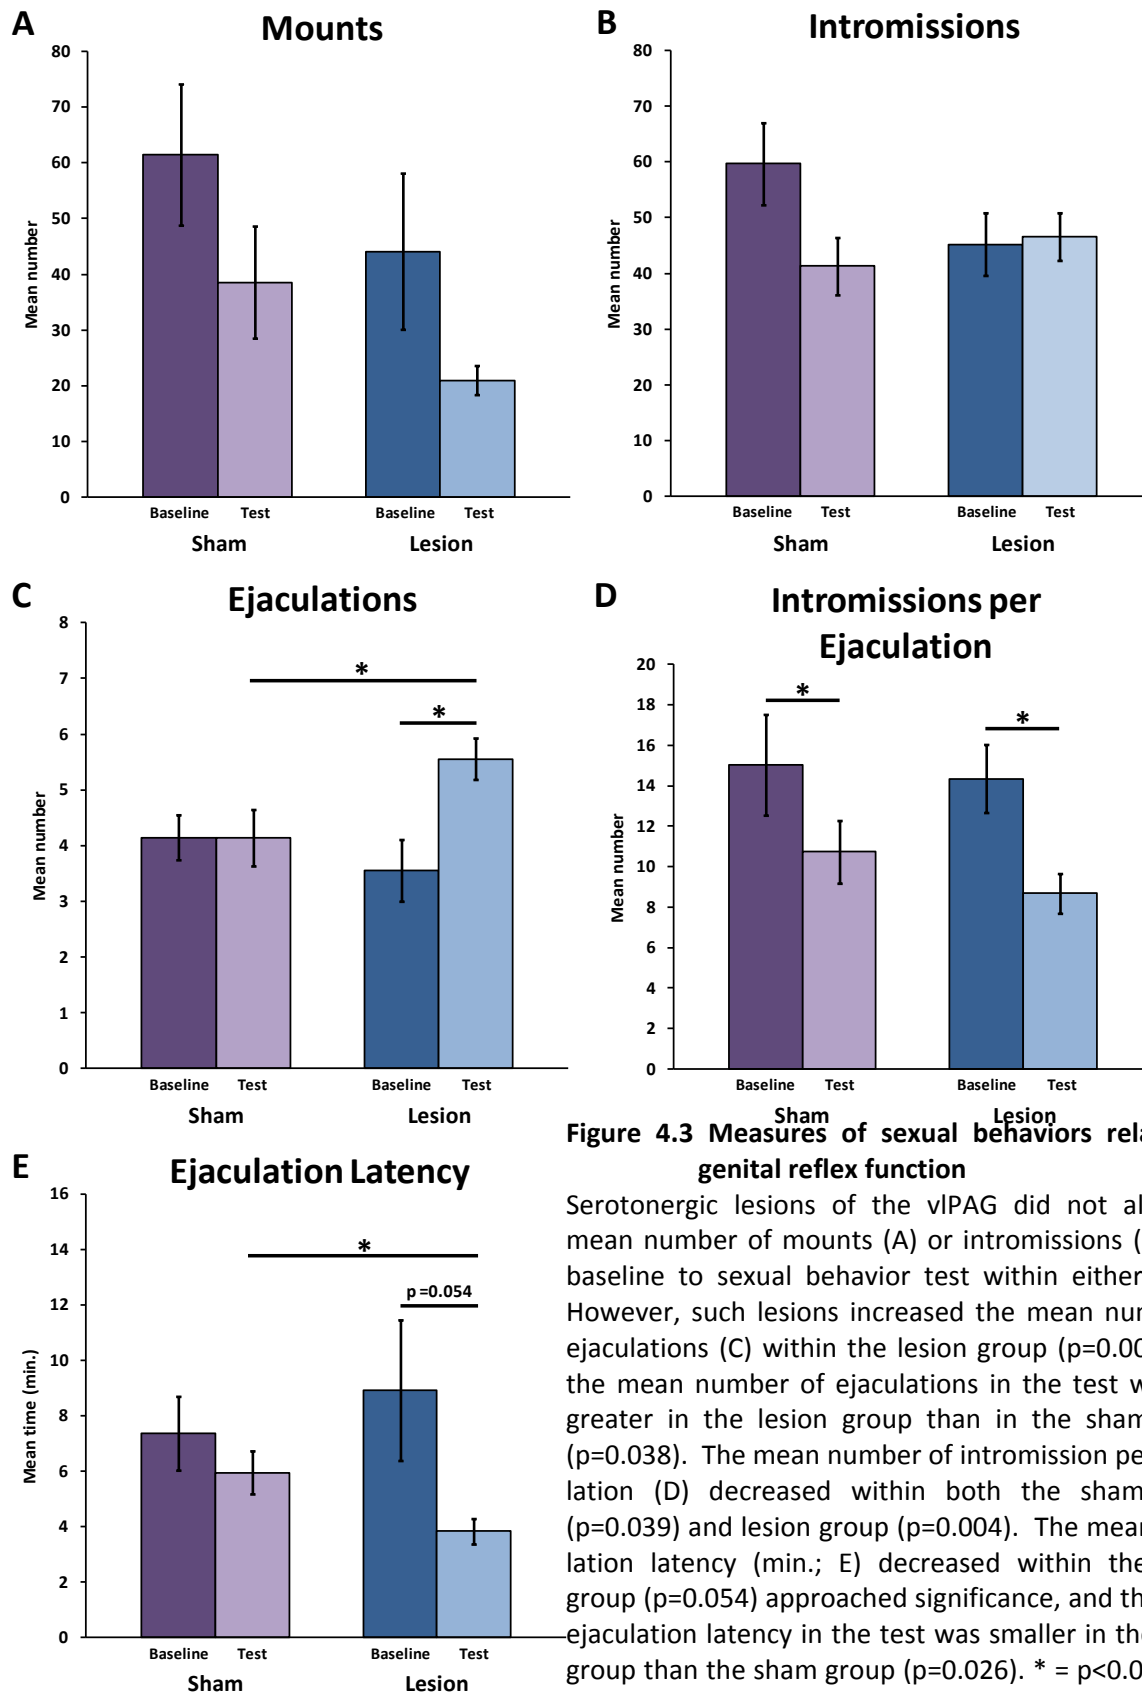 A
Mounts
80
70
60
50
40
30
20
10
0
Mean number
Baseline Test Baseline Test
Sham Lesion
B
Intromissions
80
70
60
50
40
30
20
10
0
Mean number
Baseline Test Baseline Test
Sham Lesion
C
Ejaculations
8
7
6
5
4
3
2
1
0
Mean number
* *
Baseline Test Baseline Test
Sham Lesion
D
Intromissions per
Ejaculation
20
18
16
14
12
10
8
6
4
2
0
Mean number
* *
Baseline Test Baseline Test
Sham Lesion
E
Ejaculation Latency
16
14
12
10
8
6
4
2
0
Mean time (min.)
*
p =0.054
Baseline Test Baseline Test
Sham Lesion
Figure 4.3 Measures of sexual behaviors rela
genital reflex function
Serotonergic lesions of the vlPAG did not al
mean number of mounts (A) or intromissions (
baseline to sexual behavior test within either
However, such lesions increased the mean num
ejaculations (C) within the lesion group (p=0.00
the mean number of ejaculations in the test w
greater in the lesion group than in the sham
(p=0.038). The mean number of intromission pe
lation (D) decreased within both the sham
(p=0.039) and lesion group (p=0.004). The mean
lation latency (min.; E) decreased within the
group (p=0.054) approached significance, and th
ejaculation latency in the test was smaller in the
group than the sham group (p=0.026). * = p<0.0